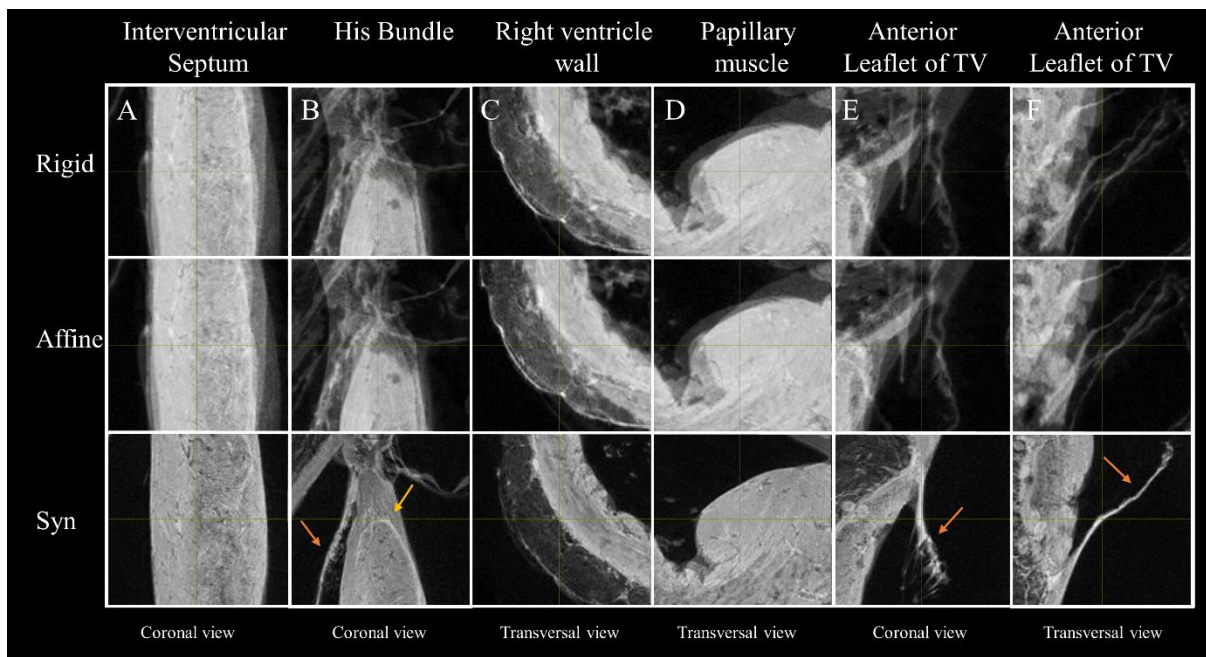 Interventricular Septum
His Bundle
Right ventricle wall
Papillary muscle
Anterior Leaflet of TV
Anterior Leaflet of TV
A
B
C
D
E
F
Rigid
Affine
Syn
Coronal view
Coronal view
Transversal view
Transversal view
Coronal view
Transversal view